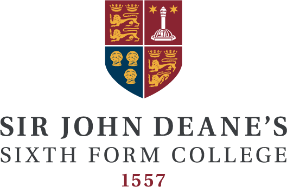 SIR JOHN DEANE'S
SIXTH FORM COLLEGE
1557